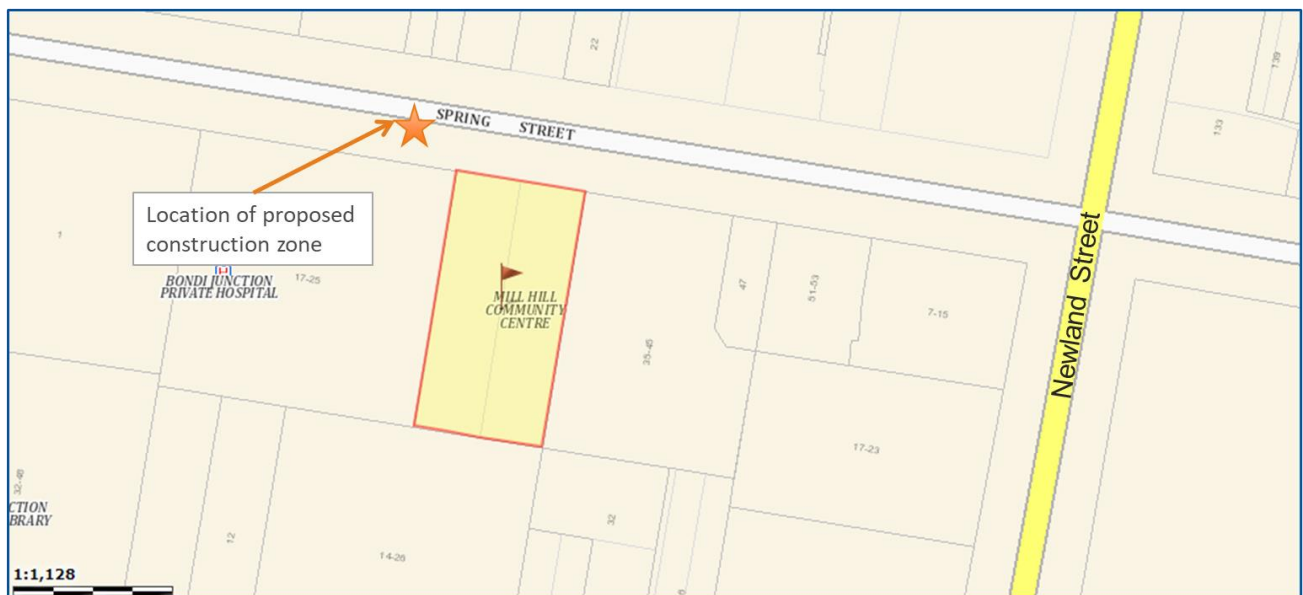 22
139
SPRING STREET
133
Location of proposed
construction zone
1
17-25
BONDI JUNCTION
PRIVATE HOSPITAL
MILL HILL
COMMUNITY
CENTRE
47
51-53
7-15
Newland Street
35-45
17-23
32-48
CTION
BRARY
12
14-26
32
1:1,128